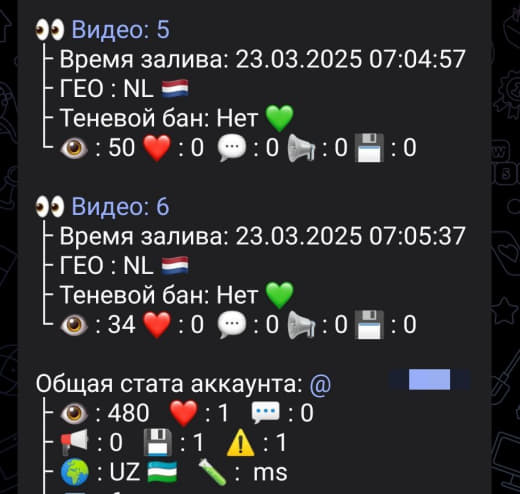 👀 Видео: 5
├ Время залива: 23.03.2025 07:04:57
├ ГЕО : NL 🇳🇱
├ Теневой бан: Нет 💚
└ 👁 : 50 ❤️ : 0 💬 : 0 📢 : 0 💾 : 0
👀 Видео: 6
├ Время залива: 23.03.2025 07:05:37
├ ГЕО : NL 🇳🇱
├ Теневой бан: Нет 💚
└ 👁 : 34 ❤️ : 0 💬 : 0 📢 : 0 💾 : 0
Общая стата аккаунта: @
├ 👁 : 480 ❤️ : 1 💬 : 0
├ 📢 : 0 💾 : 1 ⚠️ : 1
├ 🌍 : UZ 🇺🇿 🧪 : ms